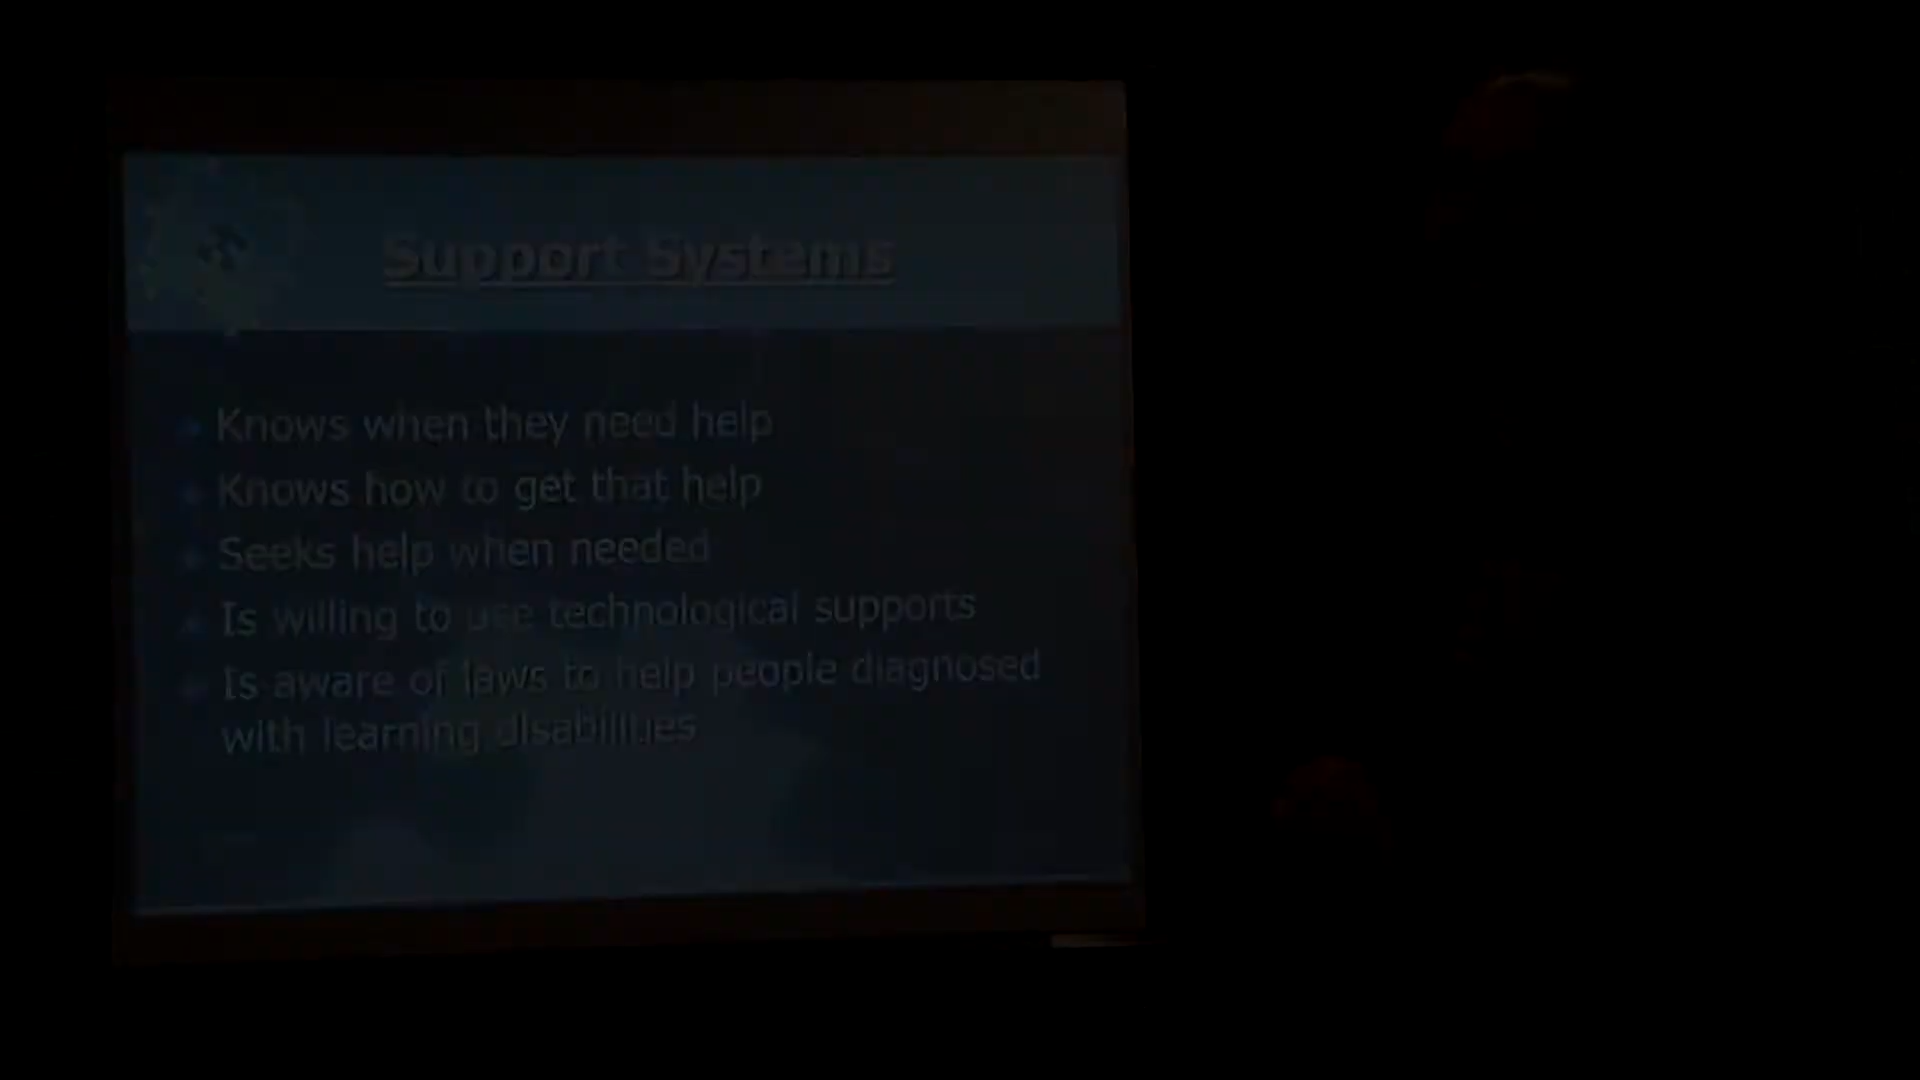 Support Systems
Knows when they need help
Knows how to get that help
Seeks help when needed
Is willing to use technological supports
Is aware of laws to help people diagnosed
with learning disabilities